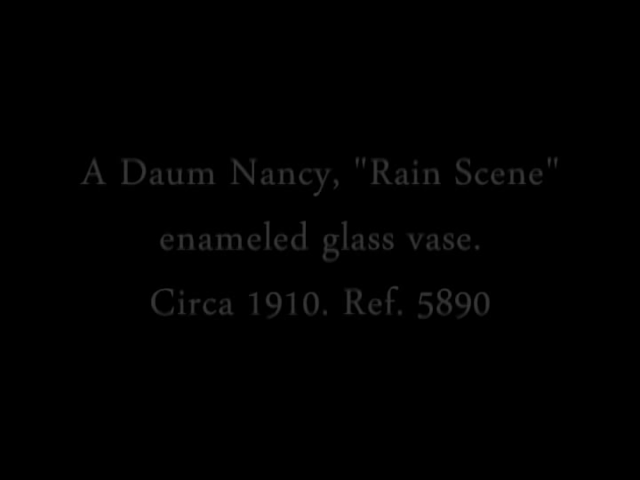 A Daum Nancy, "Rain Scene"
enameled glass vase.
Circa 1910. Ref. 5890